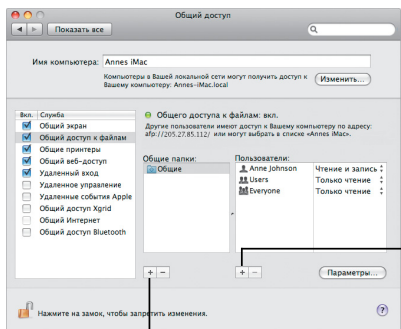 Общий доступ
Показать все
Имя компьютера: Annes iMac
Компьютеры в Вашей локальной сети могут получить доступ к
Вашему компьютеру: Annes-iMac.local
Изменить...
Вкл. Служба
Общий экран
Общий доступ к файлам
Общие принтеры
Общий веб-доступ
Удаленный вход
Удаленное управление
Удаленные события Apple
Общий доступ Xgrid
Общий Интернет
Общий доступ Bluetooth
Общего доступа к файлам: вкл.
Другие пользователи имеют доступ к Вашему компьютеру по адресу:
afp://205.27.85.112/ или могут выбрать в списке «Annes iMac».
Общие папки:
Общие
Пользователи:
Anne Johnson Чтение и запись
Users Только чтение
Everyone Только чтение
+ − + −
Параметры...
Нажмите на замок, чтобы запретить изменения.
?